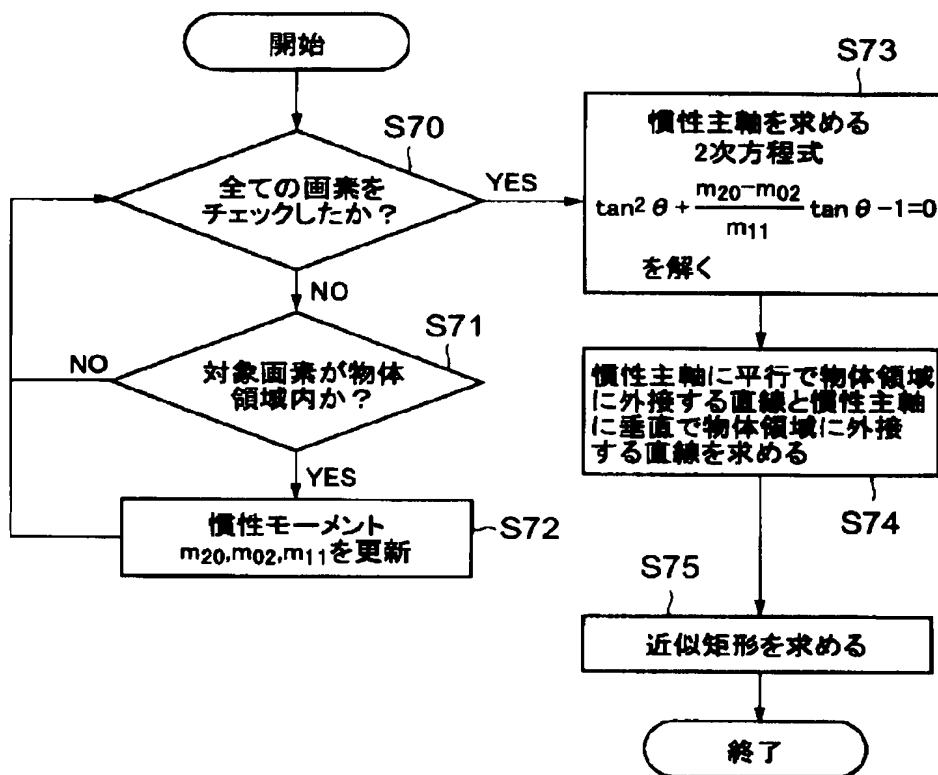 開始
S70
全ての画素を
チェックしたか？
YES
NO
S71
対象画素が物体
領域内か？
NO
YES
S72
慣性モーメント
m20,m02,m11を更新
S73
慣性主軸を求める
2次方程式
tan² θ + (m20−m02)/m11 tan θ −1=0
を解く
慣性主軸に平行で物体領域
に外接する直線と慣性主軸
に垂直で物体領域に外接
する直線を求める
S74
S75
近似矩形を求める
終了